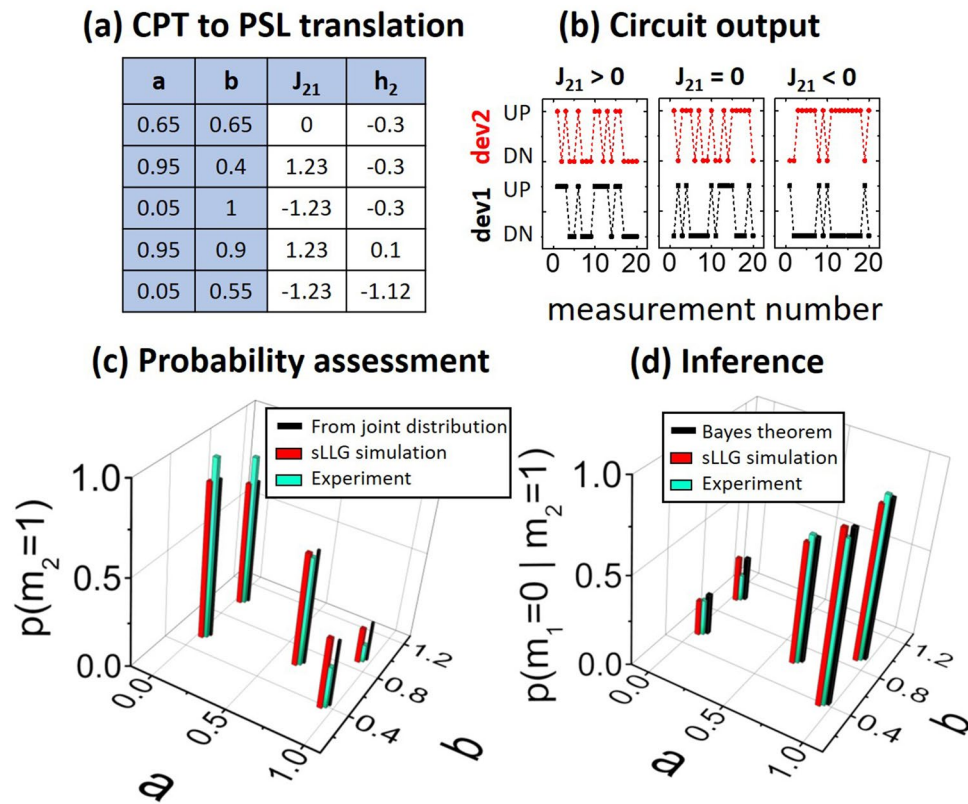 (a) CPT to PSL translation
a b J21 h2
0.65 0.65 0 -0.3
0.95 0.4 1.23 -0.3
0.05 1 -1.23 -0.3
0.95 0.9 1.23 0.1
0.05 0.55 -1.23 -1.12
(b) Circuit output
J21 > 0 J21 = 0 J21 < 0
dev2
UP
DN
dev1
UP
DN
0 10 20 0 10 20 0 10 20
measurement number
(c) Probability assessment
From joint distribution
sLLG simulation
Experiment
p(m2=1)
1.0
0.5
0.0
0.0
0.5
1.0
a
0.4
0.8
1.2
b
(d) Inference
Bayes theorem
sLLG simulation
Experiment
p(m1=0 | m2=1)
1.0
0.5
0.0
0.0
0.5
1.0
a
0.4
0.8
1.2
b